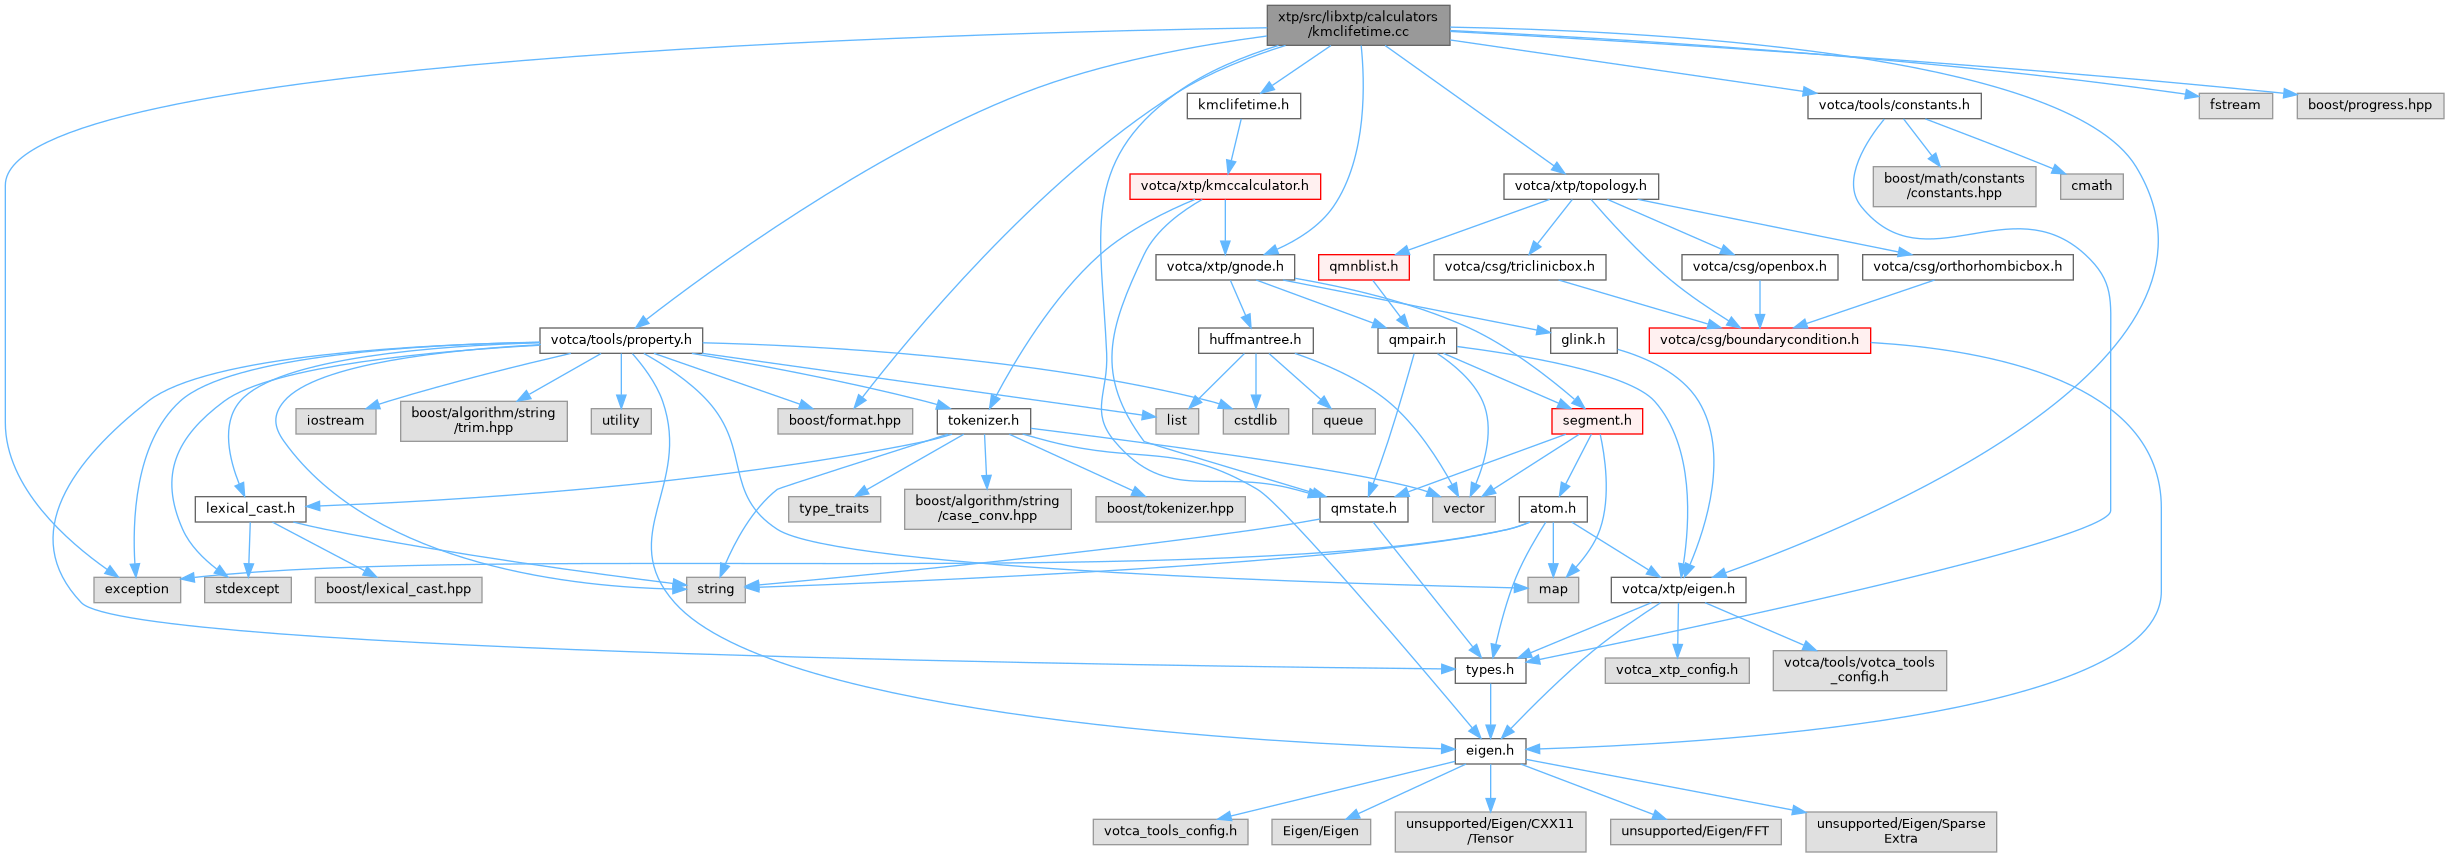 xtp/src/libxtp/calculators
/kmclifetime.cc
kmclifetime.h
votca/tools/constants.h
fstream
boost/progress.hpp
votca/xtp/kmccalculator.h
votca/xtp/topology.h
boost/math/constants
/constants.hpp
cmath
votca/xtp/gnode.h
qmnblist.h
votca/csg/triclinicbox.h
votca/csg/openbox.h
votca/csg/orthorhombicbox.h
votca/tools/property.h
huffmantree.h
qmpair.h
glink.h
votca/csg/boundarycondition.h
iostream
boost/algorithm/string
/trim.hpp
utility
boost/format.hpp
tokenizer.h
list
cstdlib
queue
segment.h
lexical_cast.h
type_traits
boost/algorithm/string
/case_conv.hpp
boost/tokenizer.hpp
qmstate.h
vector
atom.h
exception
stdexcept
boost/lexical_cast.hpp
string
map
votca/xtp/eigen.h
types.h
votca_xtp_config.h
votca/tools/votca_tools
_config.h
eigen.h
votca_tools_config.h
Eigen/Eigen
unsupported/Eigen/CXX11
/Tensor
unsupported/Eigen/FFT
unsupported/Eigen/Sparse
Extra